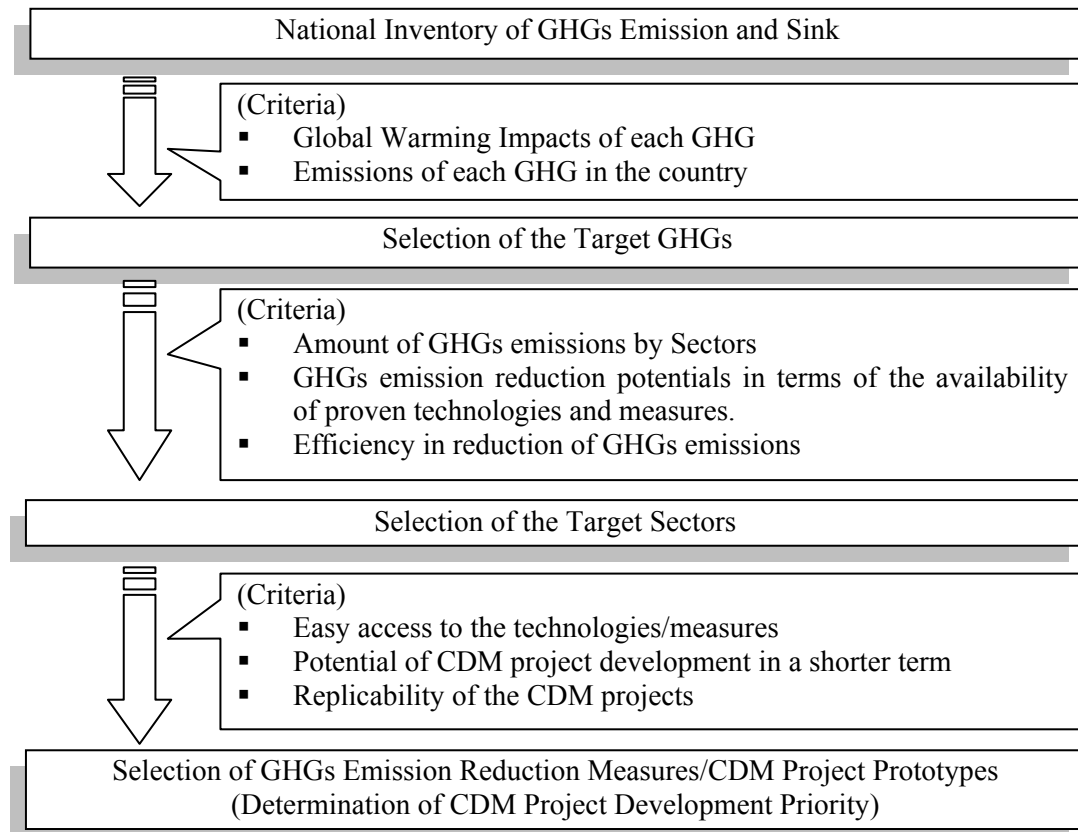 National Inventory of GHGs Emission and Sink
(Criteria)
▪ Global Warming Impacts of each GHG
▪ Emissions of each GHG in the country
Selection of the Target GHGs
(Criteria)
▪ Amount of GHGs emissions by Sectors
▪ GHGs emission reduction potentials in terms of the availability
of proven technologies and measures.
▪ Efficiency in reduction of GHGs emissions
Selection of the Target Sectors
(Criteria)
▪ Easy access to the technologies/measures
▪ Potential of CDM project development in a shorter term
▪ Replicability of the CDM projects
Selection of GHGs Emission Reduction Measures/CDM Project Prototypes
(Determination of CDM Project Development Priority)